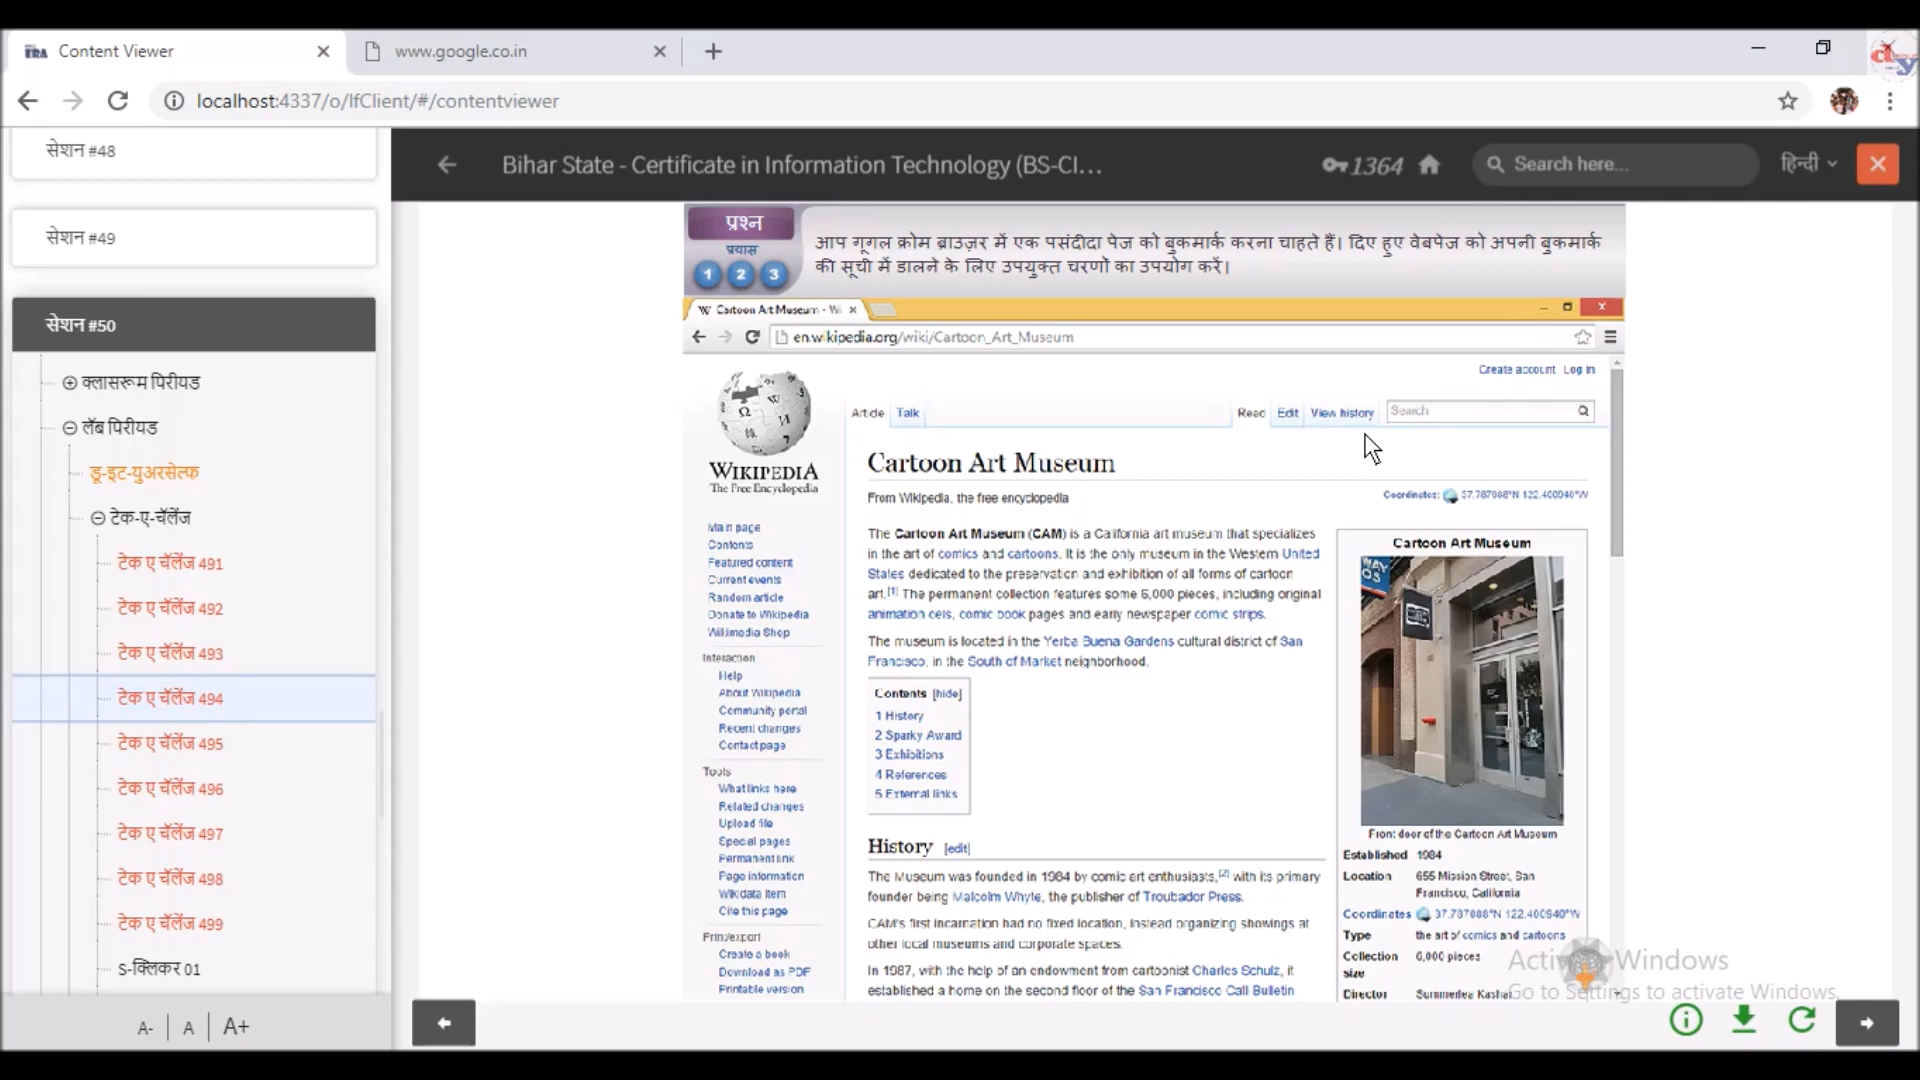 ERA Content Viewer
www.google.co.in
localhost:4337/o/lfClient/#/contentviewer
सेशन #48
सेशन #49
सेशन #50
क्लासरूम पिरीयड
लॅब पिरीयड
डू-इट-युअरसेल्फ
टेक-ए-चॅलेंज
टेक ए चॅलेंज 491
टेक ए चॅलेंज 492
टेक ए चॅलेंज 493
टेक ए चॅलेंज 494
टेक ए चॅलेंज 495
टेक ए चॅलेंज 496
टेक ए चॅलेंज 497
टेक ए चॅलेंज 498
टेक ए चॅलेंज 499
S-क्लिकर 01
A- A A+
Bihar State - Certificate in Information Technology (BS-CI...
1364
Search here...
हिन्दी
प्रश्न
प्रयास
1 2 3
आप गूगल क्रोम ब्राउज़र में एक पसंदीदा पेज को बुकमार्क करना चाहते हैं। दिए हुए वेबपेज को अपनी बुकमार्क
की सूची में डालने के लिए उपयुक्त चरणों का उपयोग करें।
W Cartoon Art Museum - Wi
en.wikipedia.org/wiki/Cartoon_Art_Museum
Create account Log in
Article Talk
Read Edit View history Search
WIKIPEDIA
The Free Encyclopedia
Main page
Contents
Featured content
Current events
Random article
Donate to Wikipedia
Wikimedia Shop
Interaction
Help
About Wikipedia
Community portal
Recent changes
Contact page
Tools
What links here
Related changes
Upload file
Special pages
Permanent link
Page information
Wikidata item
Cite this page
Print/export
Create a book
Download as PDF
Printable version
Cartoon Art Museum
From Wikipedia, the free encyclopedia
Coordinates: 37.787088°N 122.400940°W
The Cartoon Art Museum (CAM) is a California art museum that specializes
in the art of comics and cartoons. It is the only museum in the Western United
States dedicated to the preservation and exhibition of all forms of cartoon
art.[1] The permanent collection features some 6,000 pieces, including original
animation cels, comic book pages and early newspaper comic strips.
The museum is located in the Yerba Buena Gardens cultural district of San
Francisco, in the South of Market neighborhood.
Contents [hide]
1 History
2 Sparky Award
3 Exhibitions
4 References
5 External links
History [edit]
The Museum was founded in 1984 by comic art enthusiasts,[2] with its primary
founder being Malcolm Whyte, the publisher of Troubador Press.
CAM's first incarnation had no fixed location, instead organizing showings at
other local museums and corporate spaces.
In 1987, with the help of an endowment from cartoonist Charles Schulz, it
established a home on the second floor of the San Francisco Call Bulletin
Cartoon Art Museum
Front door of the Cartoon Art Museum
Established 1984
Location 655 Mission Street, San
Francisco, California
Coordinates 37.787088°N 122.400940°W
Type the art of comics and cartoons
Collection 6,000 pieces
size
Director
Activate Windows
Go to Settings to activate Windows.